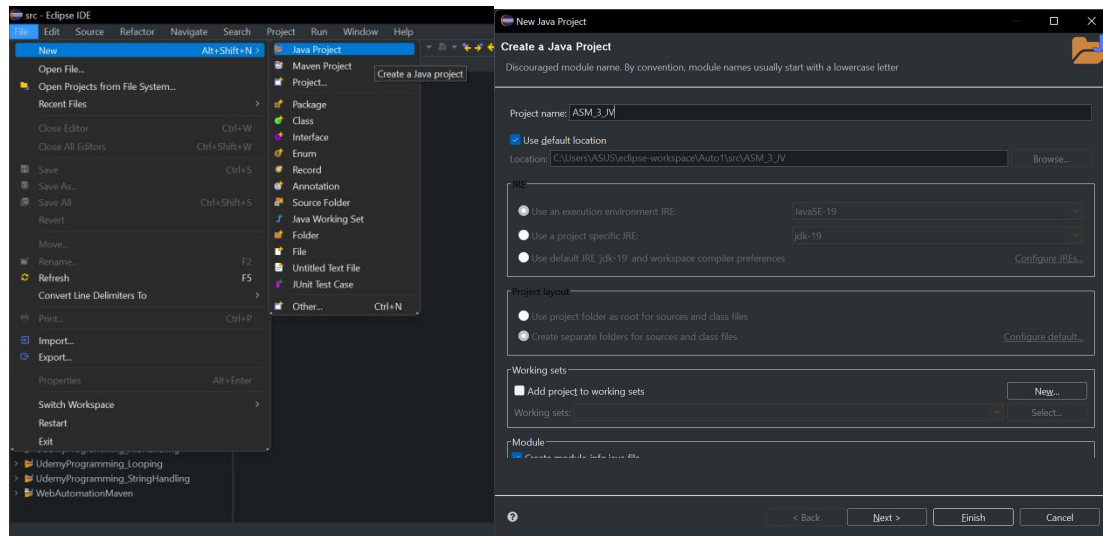 src - Eclipse IDE
File Edit Source Refactor Navigate Search Project Run Window Help
New Alt+Shift+N >
Open File...
Open Projects from File System...
Recent Files >
Close Editor Ctrl+W
Close All Editors Ctrl+Shift+W
Save Ctrl+S
Save As...
Save All Ctrl+Shift+S
Revert
Move...
Rename... F2
Refresh F5
Convert Line Delimiters To >
Print... Ctrl+P
Import...
Export...
Properties Alt+Enter
Switch Workspace >
Restart
Exit
UdemyProgramming_Looping
UdemyProgramming_StringHandling
WebAutomationMaven
Java Project
Maven Project
Create a Java project
Project...
Package
Class
Interface
Enum
Record
Annotation
Source Folder
Java Working Set
Folder
File
Untitled Text File
JUnit Test Case
Other... Ctrl+N
New Java Project
Create a Java Project
Discouraged module name. By convention, module names usually start with a lowercase letter
Project name: ASM_3_JV
Use default location
Location: C:\Users\ASUS\eclipse-workspace\Auto1\src\ASM_3_JV Browse...
JRE
Use an execution environment JRE: JavaSE-19
Use a project specific JRE: jdk-19
Use default JRE 'jdk-19' and workspace compiler preferences Configure JREs...
Project layout
Use project folder as root for sources and class files
Create separate folders for sources and class files Configure default...
Working sets
Add project to working sets New...
Working sets: Select...
Module
Create module-info.java file
< Back Next > Finish Cancel